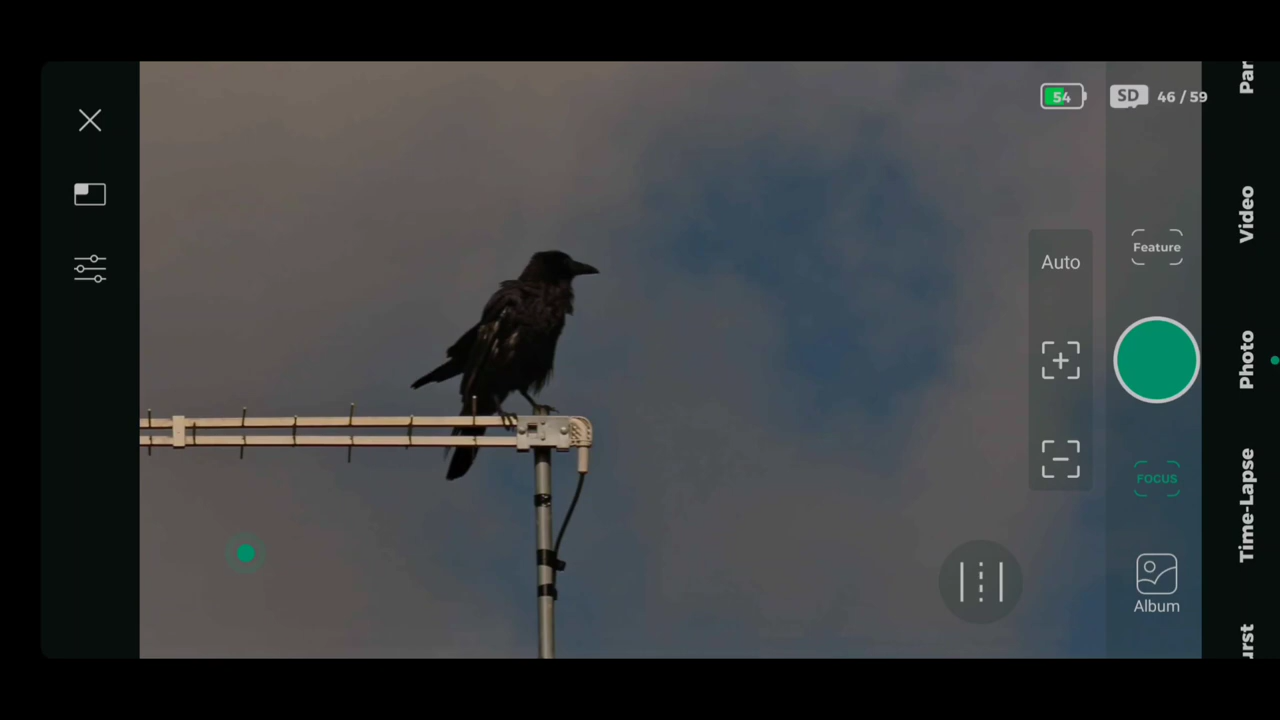 54
SD
46 / 59
Par
Video
Feature
Auto
Photo
FOCUS
Time-Lapse
Album
urst